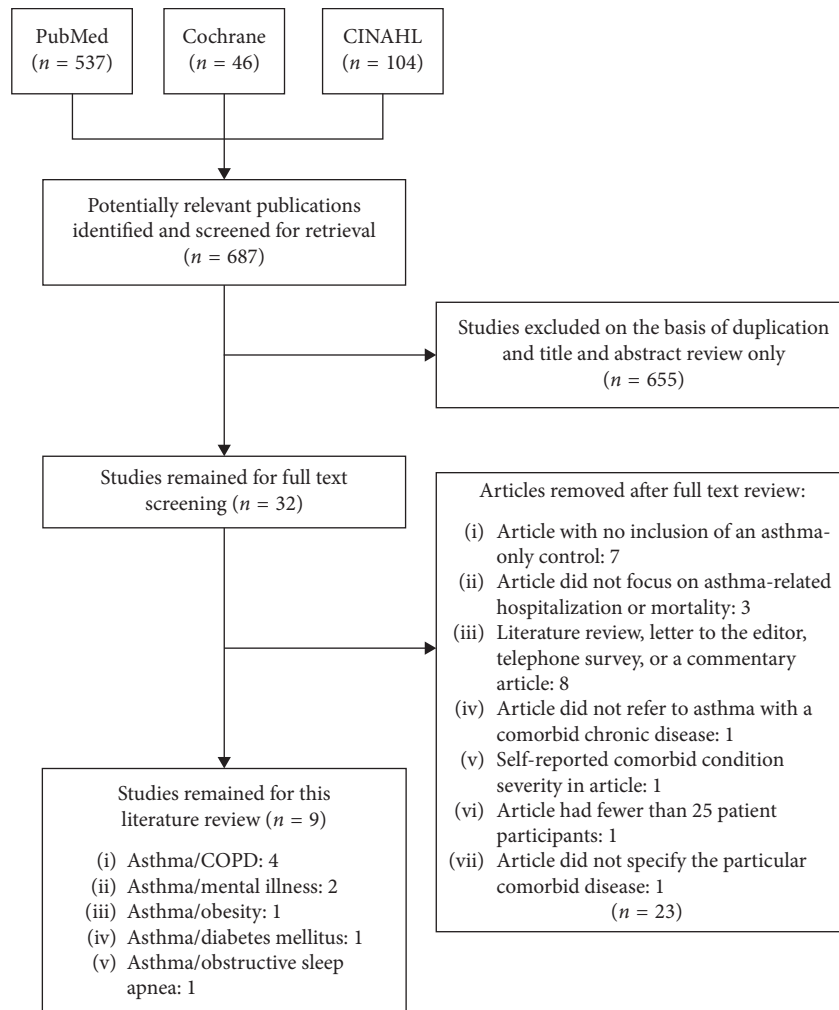 PubMed
(n = 537)
Cochrane
(n = 46)
CINAHL
(n = 104)
Potentially relevant publications
identified and screened for retrieval
(n = 687)
Studies excluded on the basis of duplication
and title and abstract review only
(n = 655)
Studies remained for full text
screening (n = 32)
Articles removed after full text review:
(i) Article with no inclusion of an asthma-
only control: 7
(ii) Article did not focus on asthma-related
hospitalization or mortality: 3
(iii) Literature review, letter to the editor,
telephone survey, or a commentary
article: 8
(iv) Article did not refer to asthma with a
comorbid chronic disease: 1
(v) Self-reported comorbid condition
severity in article: 1
(vi) Article had fewer than 25 patient
participants: 1
(vii) Article did not specify the particular
comorbid disease: 1
(n = 23)
Studies remained for this
literature review (n = 9)
(i) Asthma/COPD: 4
(ii) Asthma/mental illness: 2
(iii) Asthma/obesity: 1
(iv) Asthma/diabetes mellitus: 1
(v) Asthma/obstructive sleep
apnea: 1